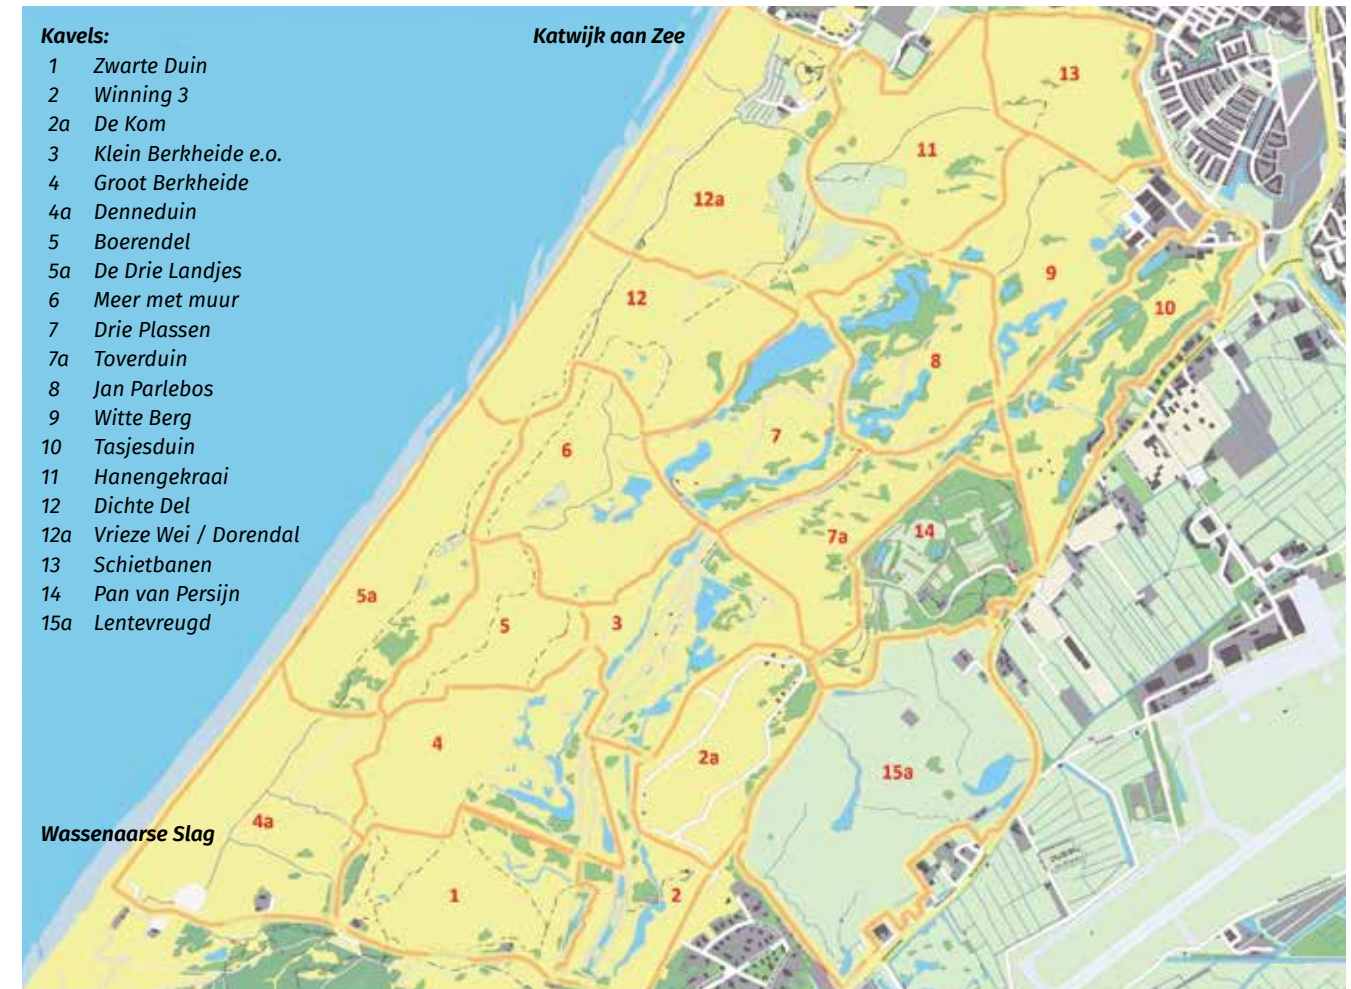 Kavels:
1 Zwarte Duin
2 Winning 3
2a De Kom
3 Klein Berkheide e.o.
4 Groot Berkheide
4a Denneduin
5 Boerendel
5a De Drie Landjes
6 Meer met muur
7 Drie Plassen
7a Toverduin
8 Jan Parlebos
9 Witte Berg
10 Tasjesduin
11 Hanengekraai
12 Dichte Del
12a Vrieze Wei / Dorendal
13 Schietbanen
14 Pan van Persijn
15a Lentevreugd
Katwijk aan Zee
13
11
12a
9
12
10
8
7
6
14
7a
5a
5
3
4
2a
15a
4a
Wassenaarse Slag
1
2